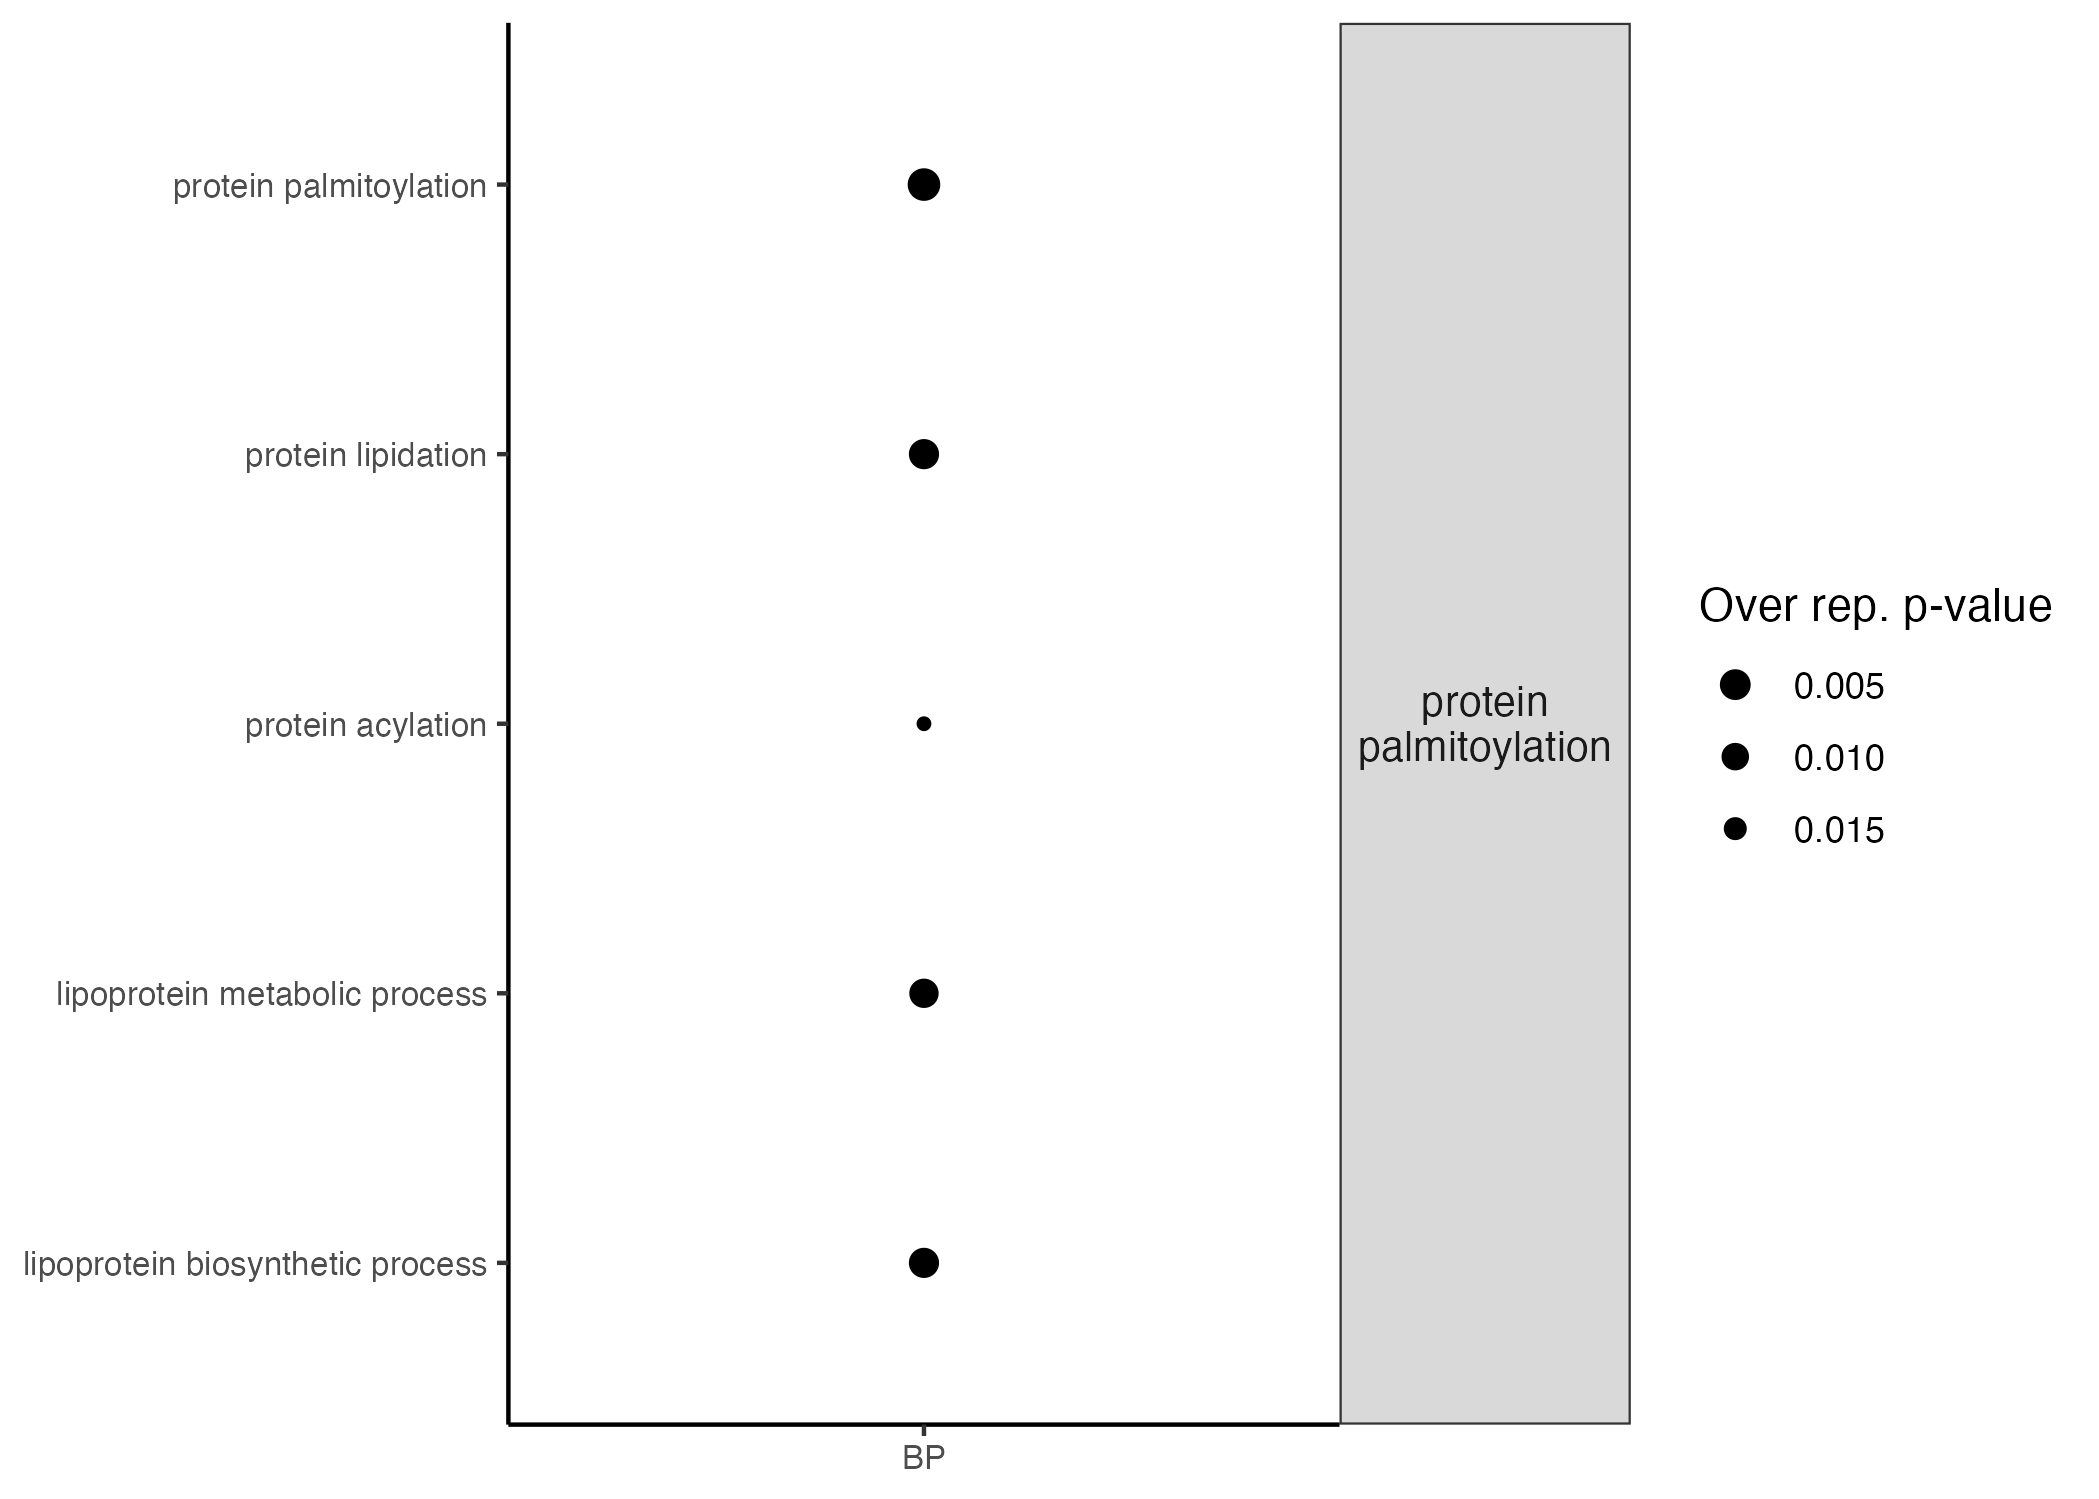 protein palmitoylation
protein lipidation
protein acylation
lipoprotein metabolic process
lipoprotein biosynthetic process
BP
protein
palmitoylation
Over rep. p-value
0.005
0.010
0.015